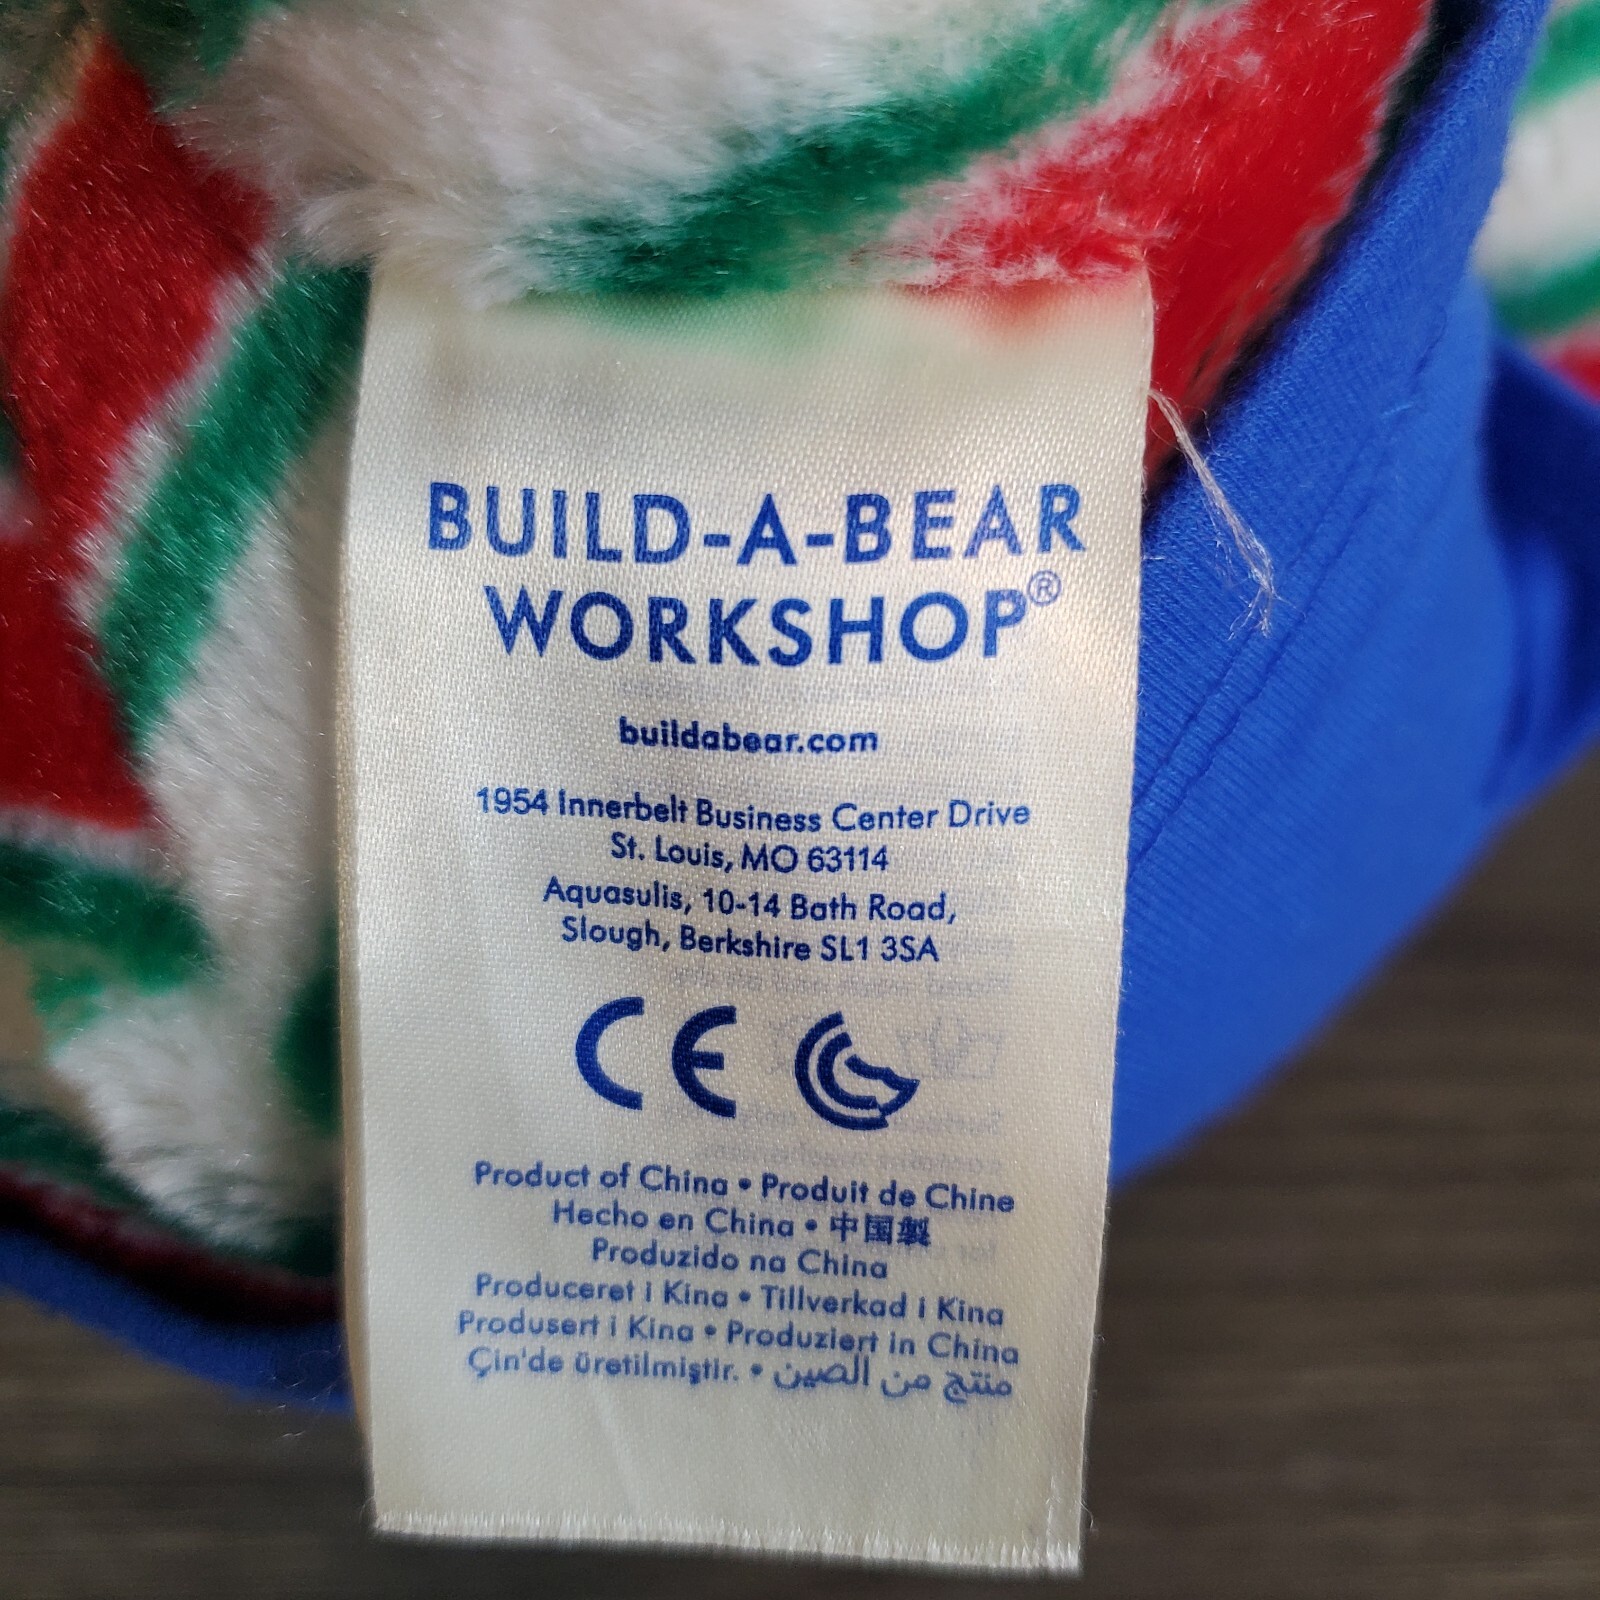 BUILD-A-BEAR
WORKSHOP®
buildabear.com
1954 Innerbelt Business Center Drive
St. Louis, MO 63114
Aquasulis, 10-14 Bath Road,
Slough, Berkshire SL1 3SA
CE
Product of China • Produit de Chine
Hecho en China • 中国製
Produzido na China
Produceret i Kina • Tillverkad i Kina
Produsert i Kina • Produziert in China
Çin'de üretilmiştir. • منتج من الصين